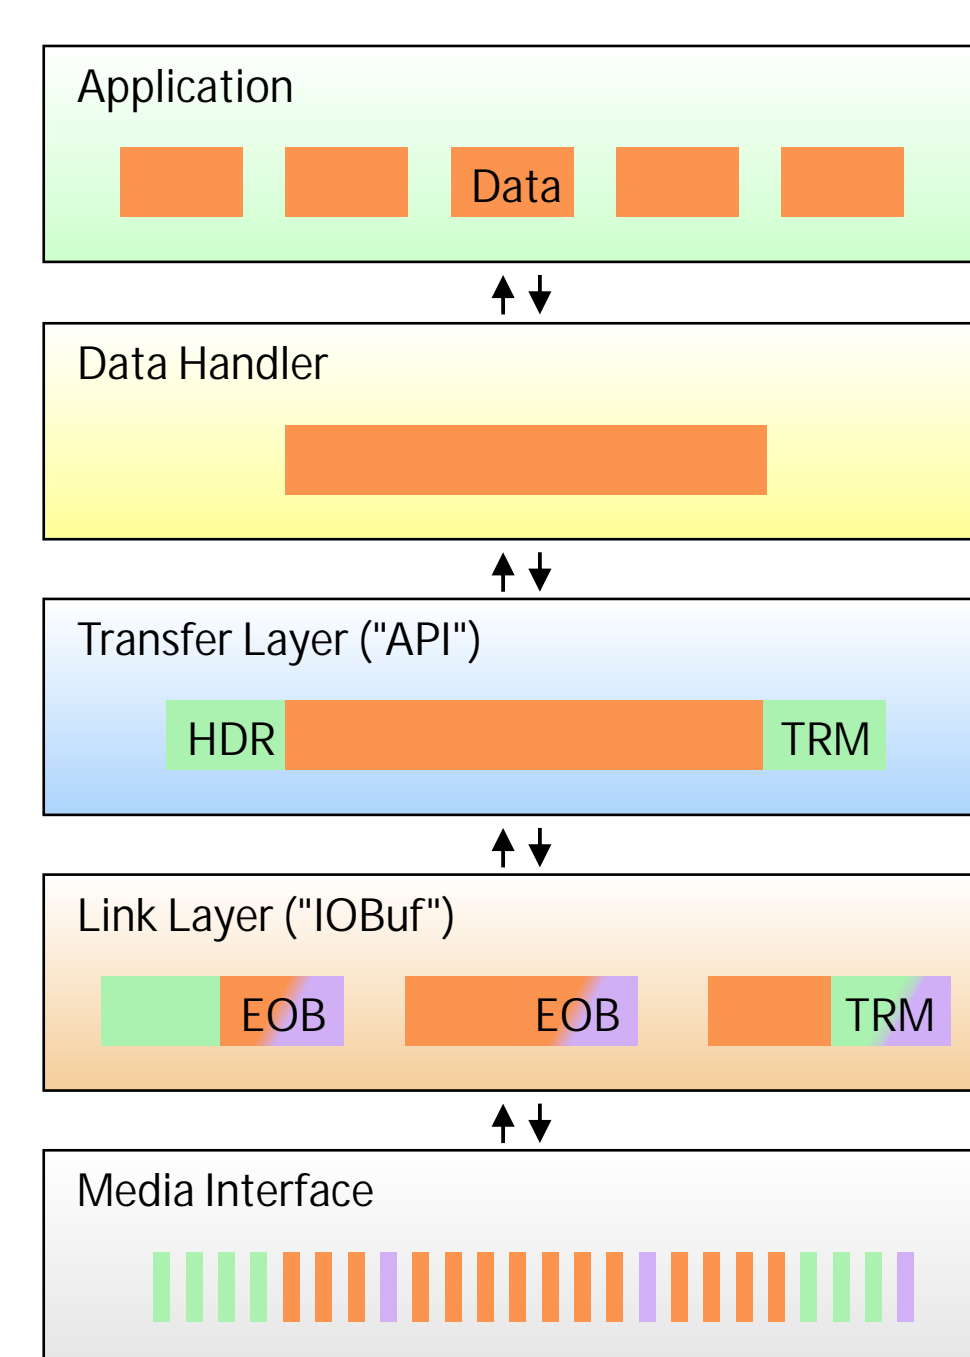 Application
Data
Data Handler
Transfer Layer ("API")
HDR
TRM
Link Layer ("IOBuf")
EOB
EOB
TRM
Media Interface